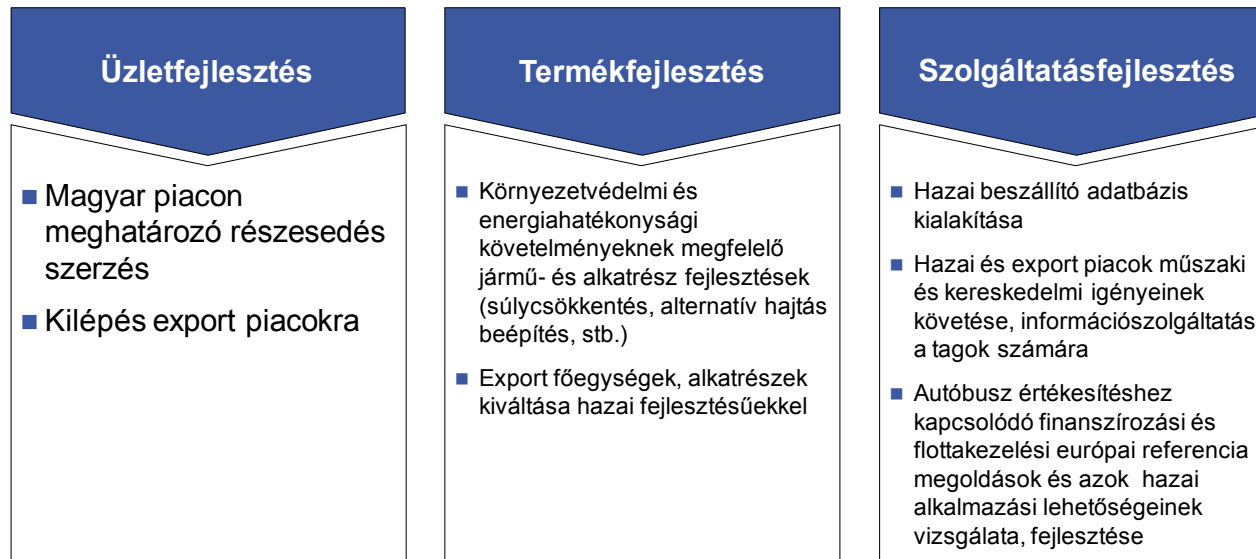 Üzletfejlesztés
Magyar piacon
meghatározó részesedés
szerzés
Kilépés export piacokra
Termékfejlesztés
Környezetvédelmi és
energiahatékonysági
követelményeknek megfelelő
jármű- és alkatrész fejlesztések
(súlycsökkentés, alternatív hajtás
beépítés, stb.)
Export főegységek, alkatrészek
kiváltása hazai fejlesztésűekkel
Szolgáltatásfejlesztés
Hazai beszállító adatbázis
kialakítása
Hazai és export piacok műszaki
és kereskedelmi igényeinek
követése, információszolgáltatás
a tagok számára
Autóbusz értékesítéshez
kapcsolódó finanszírozási és
flottakezelési európai referencia
megoldások és azok hazai
alkalmazási lehetőségeinek
vizsgálata, fejlesztése